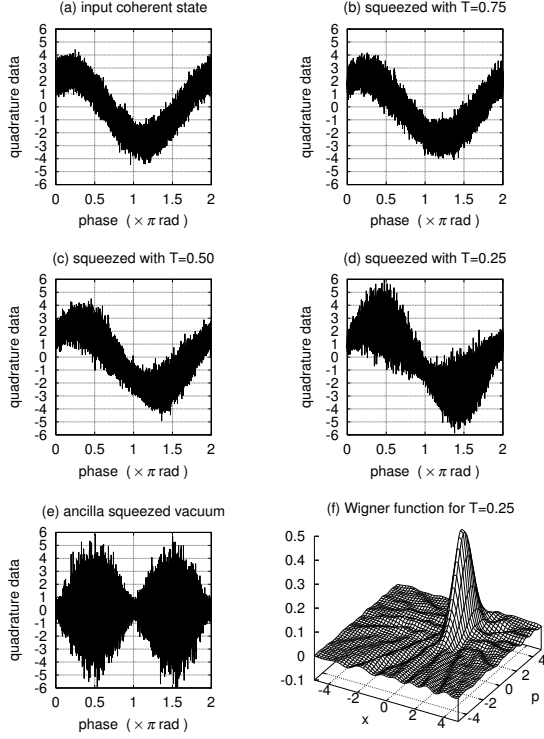 (a) input coherent state
(b) squeezed with T=0.75
6
5
4
3
2
1
0
-1
-2
-3
-4
-5
-6
quadrature data
0 0.5 1 1.5 2
phase ( × π rad )
6
5
4
3
2
1
0
-1
-2
-3
-4
-5
-6
quadrature data
0 0.5 1 1.5 2
phase ( × π rad )
(c) squeezed with T=0.50
(d) squeezed with T=0.25
6
5
4
3
2
1
0
-1
-2
-3
-4
-5
-6
quadrature data
0 0.5 1 1.5 2
phase ( × π rad )
6
5
4
3
2
1
0
-1
-2
-3
-4
-5
-6
quadrature data
0 0.5 1 1.5 2
phase ( × π rad )
(e) ancilla squeezed vacuum
(f) Wigner function for T=0.25
6
5
4
3
2
1
0
-1
-2
-3
-4
-5
-6
quadrature data
0 0.5 1 1.5 2
phase ( × π rad )
0.5
0.4
0.3
0.2
0.1
0
-0.1
-4 -2 0 2 4
x
-4 -2 0 2 4
p